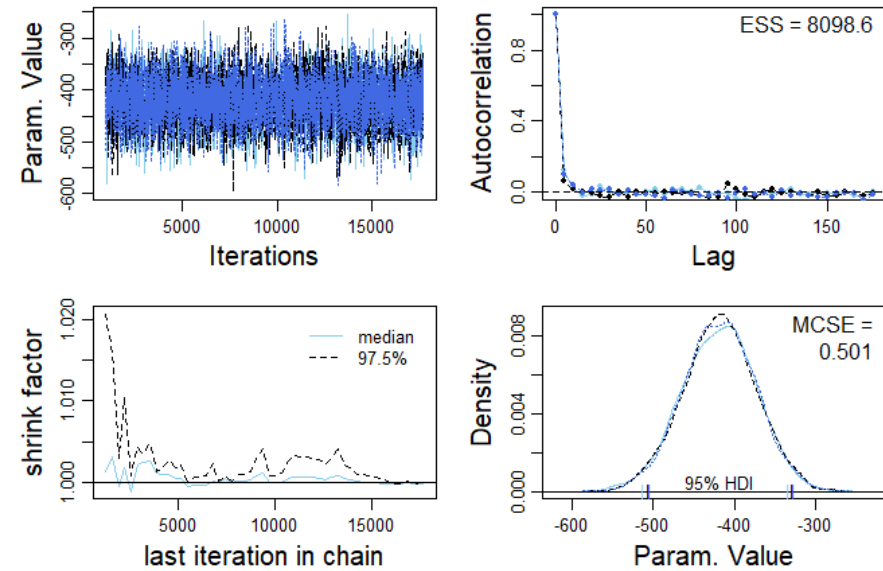 Param. Value
-600
-500
-400
-300
5000
10000
15000
Iterations
Autocorrelation
0.0
0.4
0.8
ESS = 8098.6
0
50
100
150
Lag
shrink factor
1.000
1.010
1.020
median
97.5%
5000
10000
15000
last iteration in chain
Density
0.000
0.004
0.008
MCSE =
0.501
95% HDI
-600
-500
-400
-300
Param. Value